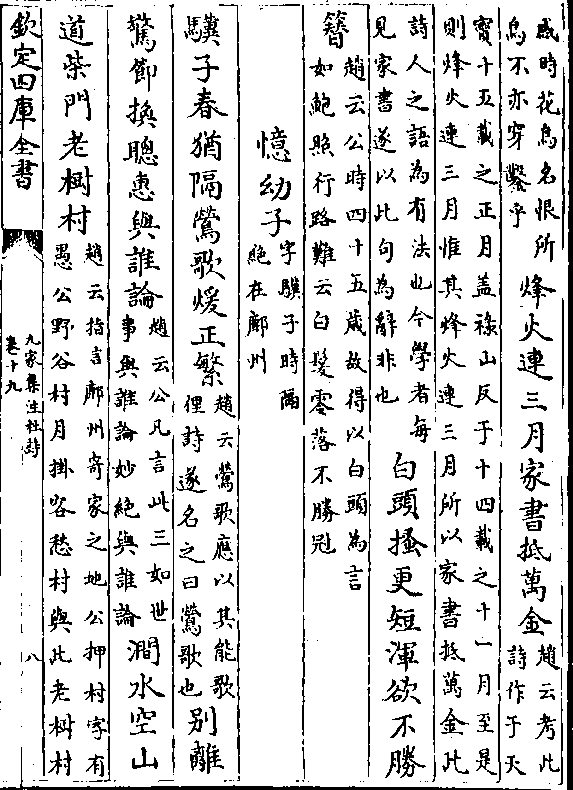 感時花鳥名恨所
鳥不亦穿鑿乎
烽火連三月家書抵萬金
趙云考此
詩作于天
寳十五載之正月盖祿山反于十四載之十一月至是
則烽火連三月惟其烽火連三月所以家書抵萬金此
詩人之語為有法也今學者每
見家書遂以此句為辭非也
白頭搔更短渾欲不勝
簪
趙云公時四十五歲故得以白頭為言
如鮑照行路難云白髮零落不勝冠
憶幼子
字驥子時隔
絶在鄜州
驥子春猶隔鶯歌煖正繁
趙云鶯歌應以其能歌
俚詩遂名之曰鶯歌也
别離
驚節換聰惠與誰論
趙云公凡言此三如世
事與誰論妙絶與誰論
澗水空山
道柴門老樹村
趙云指言鄜州寄家之地公押村字有
愚公野谷村月掛客愁村與此老樹村
欽定四庫全書
九家集注杜詩
卷十九
八